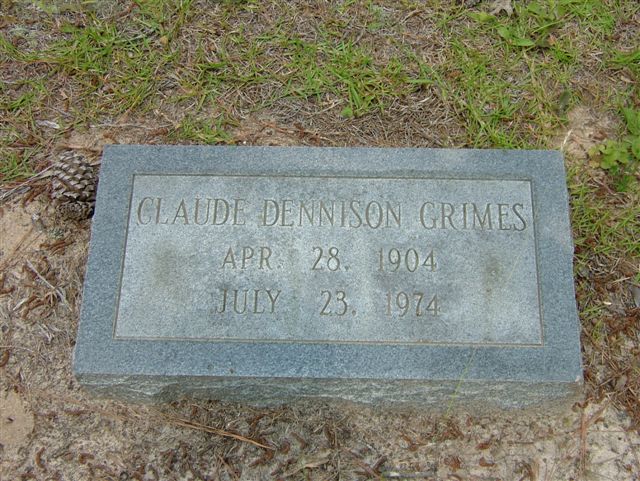 CLAUDE DENNISON GRIMES
APR. 28, 1904
JULY 23, 1974